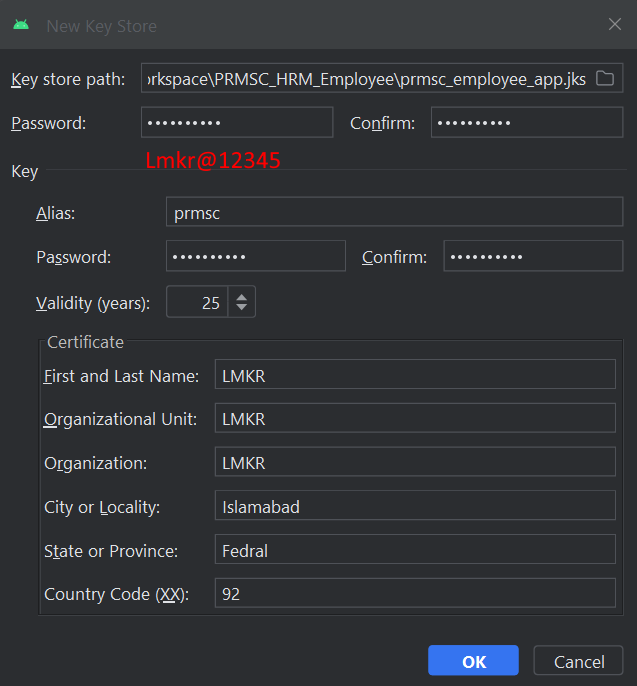 New Key Store
Key store path: orkspace\PRMSC_HRM_Employee\prmsc_employee_app.jks
Password: •••••••••• Confirm: ••••••••••
Lmkr@12345
Key
Alias: prmsc
Password: •••••••••• Confirm: ••••••••••
Validity (years): 25
Certificate
First and Last Name: LMKR
Organizational Unit: LMKR
Organization: LMKR
City or Locality: Islamabad
State or Province: Fedral
Country Code (XX): 92
OK Cancel